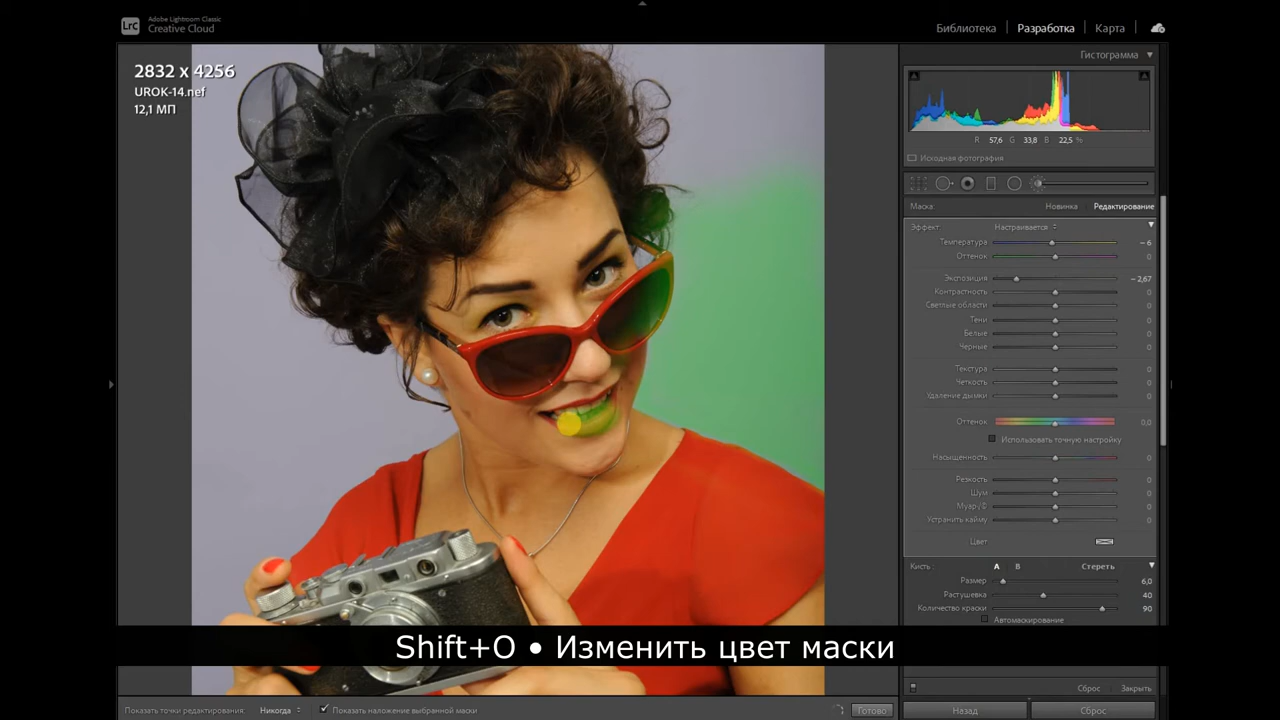 Lrc
Adobe Lightroom Classic
Creative Cloud
Библиотека | Разработка | Карта |
2832 x 4256
UROK-14.nef
12,1 МП
Гистограмма
R 57,6 G 33,8 B 22,5 %
Исходная фотография
Маска: Новинка Редактирование
Эффект: Настраивается
Температура – 6
Оттенок 0
Экспозиция – 2,67
Контрастность 0
Светлые области 0
Тени 0
Белые 0
Черные 0
Текстура 0
Четкость 0
Удаление дымки 0
Оттенок 0,0
Использовать точную настройку
Насыщенность 0
Резкость 0
Шум 0
Муар 0
Устранить кайму 0
Цвет
Кисть: A B Стереть
Размер 6,0
Растушевка 40
Количество краски 90
Автомаскирование
Shift+O • Изменить цвет маски
Сброс Закрыть
Показать точки редактирования: Никогда Показать наложение выбранной маски Готово
Назад Сброс